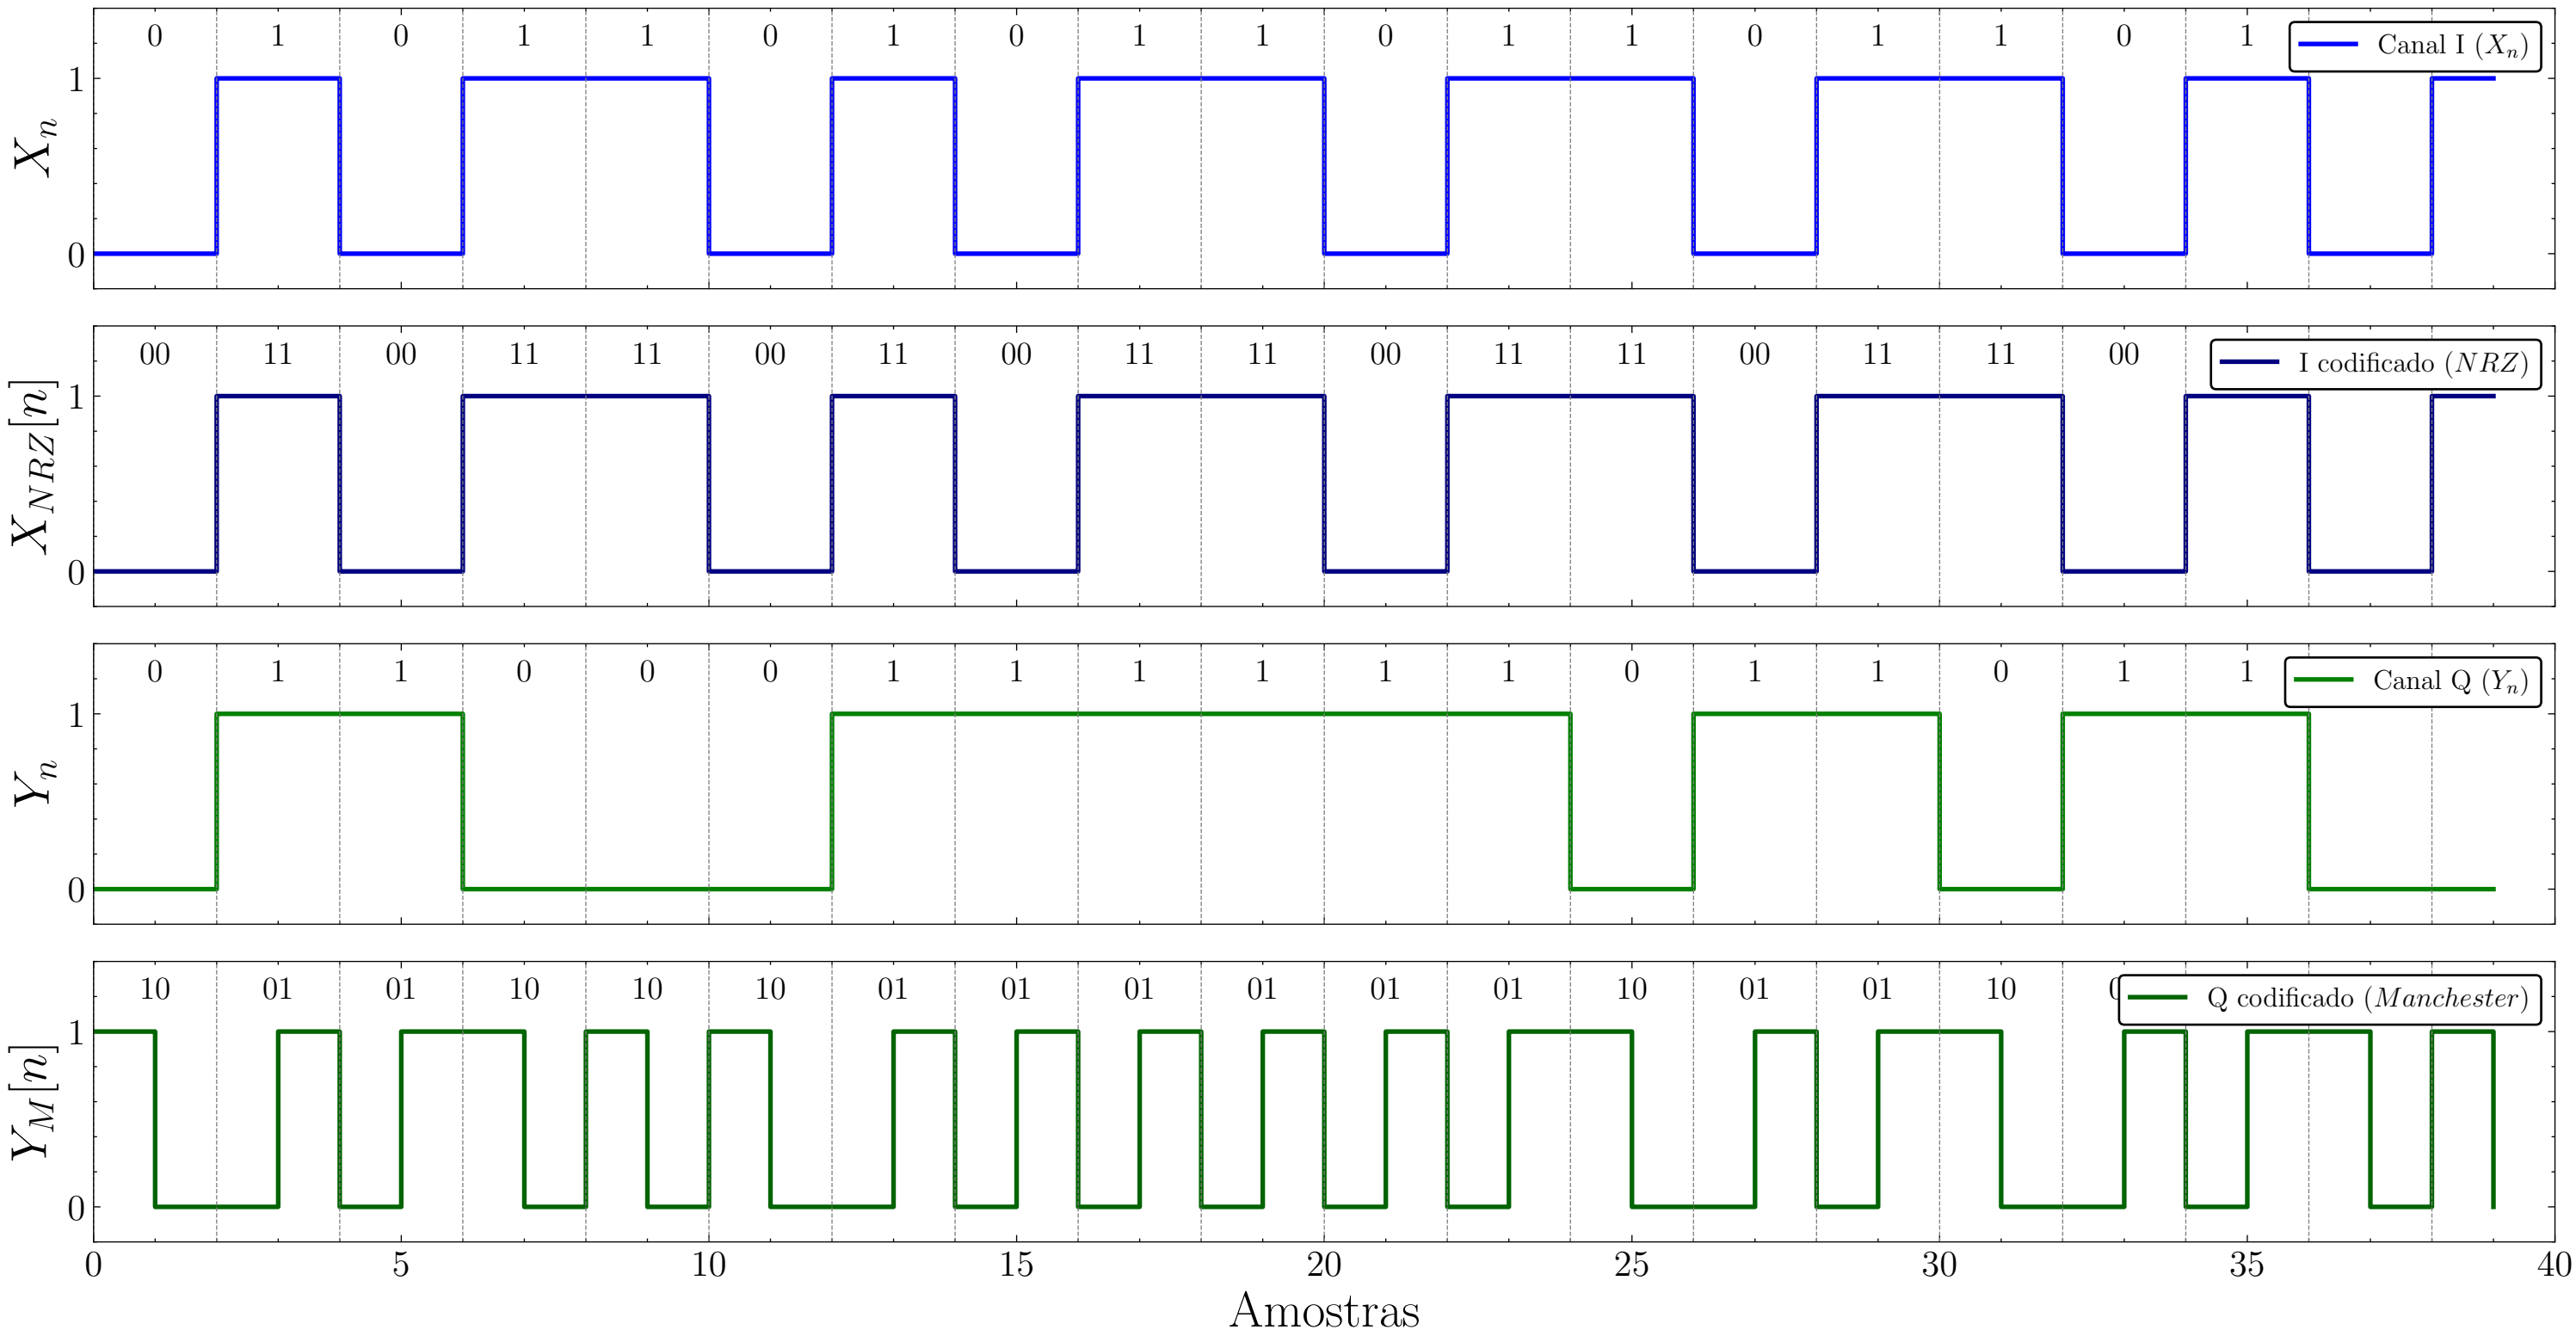 0 1 0 1 1 0 1 0 1 1 0 1 1 0 1 1 0 1
Canal I (Xₙ)
1
0
Xₙ
00 11 00 11 11 00 11 00 11 11 00 11 11 00 11 11 00
I codificado (NRZ)
1
0
X_NRZ[n]
0 1 1 0 0 0 1 1 1 1 1 1 0 1 1 0 1 1
Canal Q (Yₙ)
1
0
Yₙ
10 01 01 10 10 10 01 01 01 01 01 01 10 01 01 10
Q codificado (Manchester)
1
0
Y_M[n]
0 5 10 15 20 25 30 35 40
Amostras